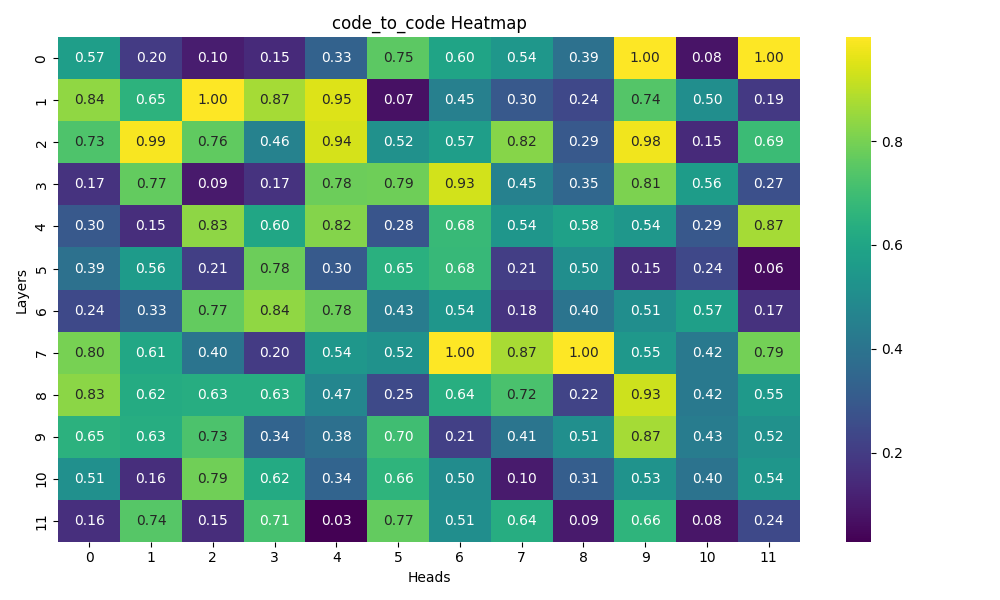 code_to_code Heatmap
0 0.57 0.20 0.10 0.15 0.33 0.75 0.60 0.54 0.39 1.00 0.08 1.00
1 0.84 0.65 1.00 0.87 0.95 0.07 0.45 0.30 0.24 0.74 0.50 0.19
2 0.73 0.99 0.76 0.46 0.94 0.52 0.57 0.82 0.29 0.98 0.15 0.69
3 0.17 0.77 0.09 0.17 0.78 0.79 0.93 0.45 0.35 0.81 0.56 0.27
4 0.30 0.15 0.83 0.60 0.82 0.28 0.68 0.54 0.58 0.54 0.29 0.87
5 0.39 0.56 0.21 0.78 0.30 0.65 0.68 0.21 0.50 0.15 0.24 0.06
6 0.24 0.33 0.77 0.84 0.78 0.43 0.54 0.18 0.40 0.51 0.57 0.17
7 0.80 0.61 0.40 0.20 0.54 0.52 1.00 0.87 1.00 0.55 0.42 0.79
8 0.83 0.62 0.63 0.63 0.47 0.25 0.64 0.72 0.22 0.93 0.42 0.55
9 0.65 0.63 0.73 0.34 0.38 0.70 0.21 0.41 0.51 0.87 0.43 0.52
10 0.51 0.16 0.79 0.62 0.34 0.66 0.50 0.10 0.31 0.53 0.40 0.54
11 0.16 0.74 0.15 0.71 0.03 0.77 0.51 0.64 0.09 0.66 0.08 0.24
0 1 2 3 4 5 6 7 8 9 10 11
Heads
Layers
0.8
0.6
0.4
0.2